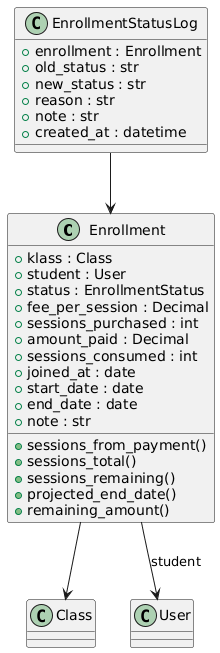 C EnrollmentStatusLog
enrollment : Enrollment
old_status : str
new_status : str
reason : str
note : str
created_at : datetime
C Enrollment
klass : Class
student : User
status : EnrollmentStatus
fee_per_session : Decimal
sessions_purchased : int
amount_paid : Decimal
sessions_consumed : int
joined_at : date
start_date : date
end_date : date
note : str
sessions_from_payment()
sessions_total()
sessions_remaining()
projected_end_date()
remaining_amount()
student
C Class
C User